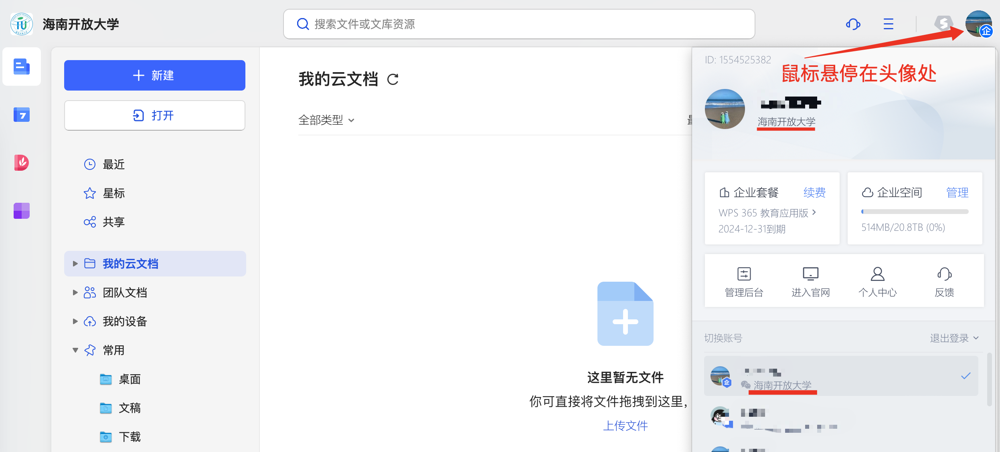 海南开放大学
搜索文件或文库资源
企
新建
打开
最近
星标
共享
我的云文档
团队文档
我的设备
常用
桌面
文稿
下载
7
我的云文档
全部类型
这里暂无文件
你可直接将文件拖拽到这里，
上传文件
ID: 1554525382
鼠标悬停在头像处
海南开放大学
企业套餐 续费
WPS 365 教育应用版
2024-12-31到期
企业空间 管理
514MB/20.8TB (0%)
管理后台 进入官网 个人中心 反馈
切换账号 退出登录
企
海南开放大学